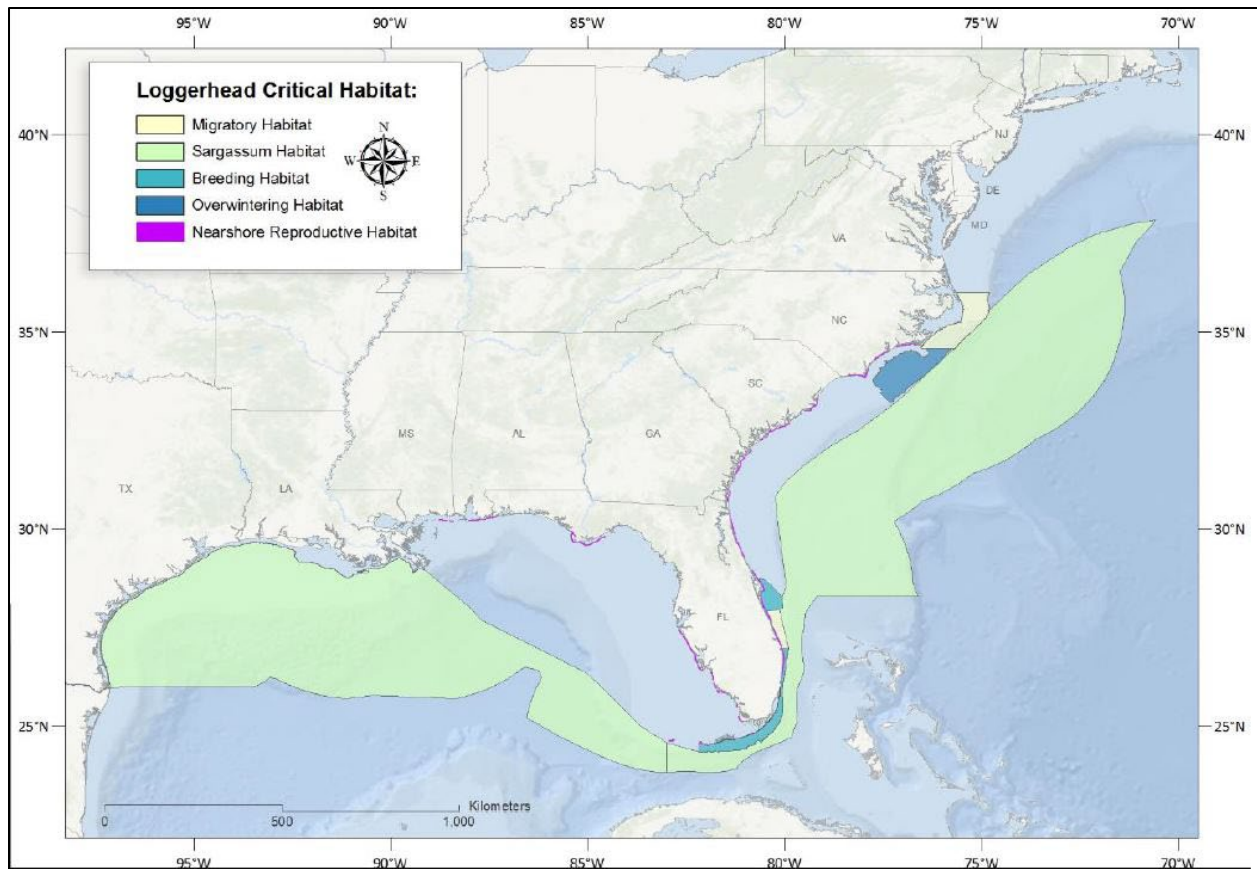 95°W 90°W 85°W 80°W 75°W 70°W
Loggerhead Critical Habitat:
Migratory Habitat
Sargassum Habitat
Breeding Habitat
Overwintering Habitat
Nearshore Reproductive Habitat
N
W E
S
40°N 40°N
NJ
DE
MD
VA
35°N 35°N
NC
SC
MS AL GA
TX LA
30°N 30°N
FL
25°N 25°N
Kilometers
0 500 1,000
95°W 90°W 85°W 80°W 75°W 70°W